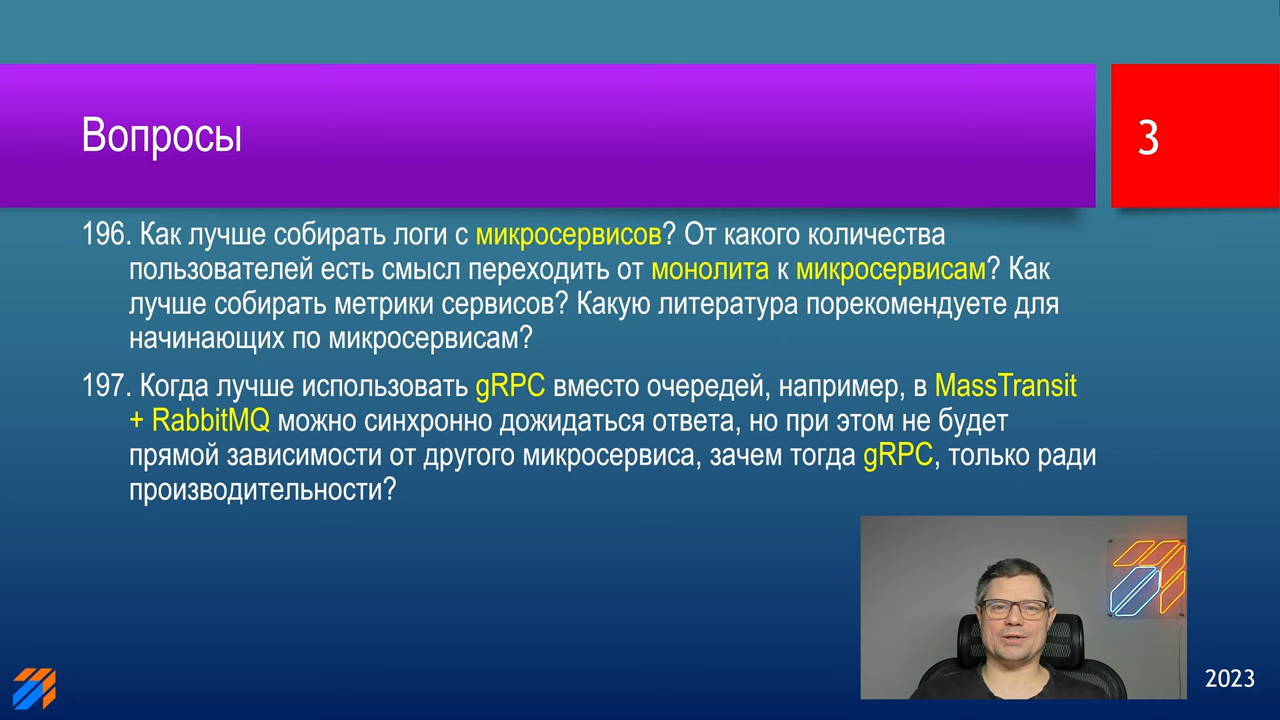 Вопросы
3
196. Как лучше собирать логи с микросервисов? От какого количества
пользователей есть смысл переходить от монолита к микросервисам? Как
лучше собирать метрики сервисов? Какую литература порекомендуете для
начинающих по микросервисам?
197. Когда лучше использовать gRPC вместо очередей, например, в MassTransit
+ RabbitMQ можно синхронно дожидаться ответа, но при этом не будет
прямой зависимости от другого микросервиса, зачем тогда gRPC, только ради
производительности?
2023